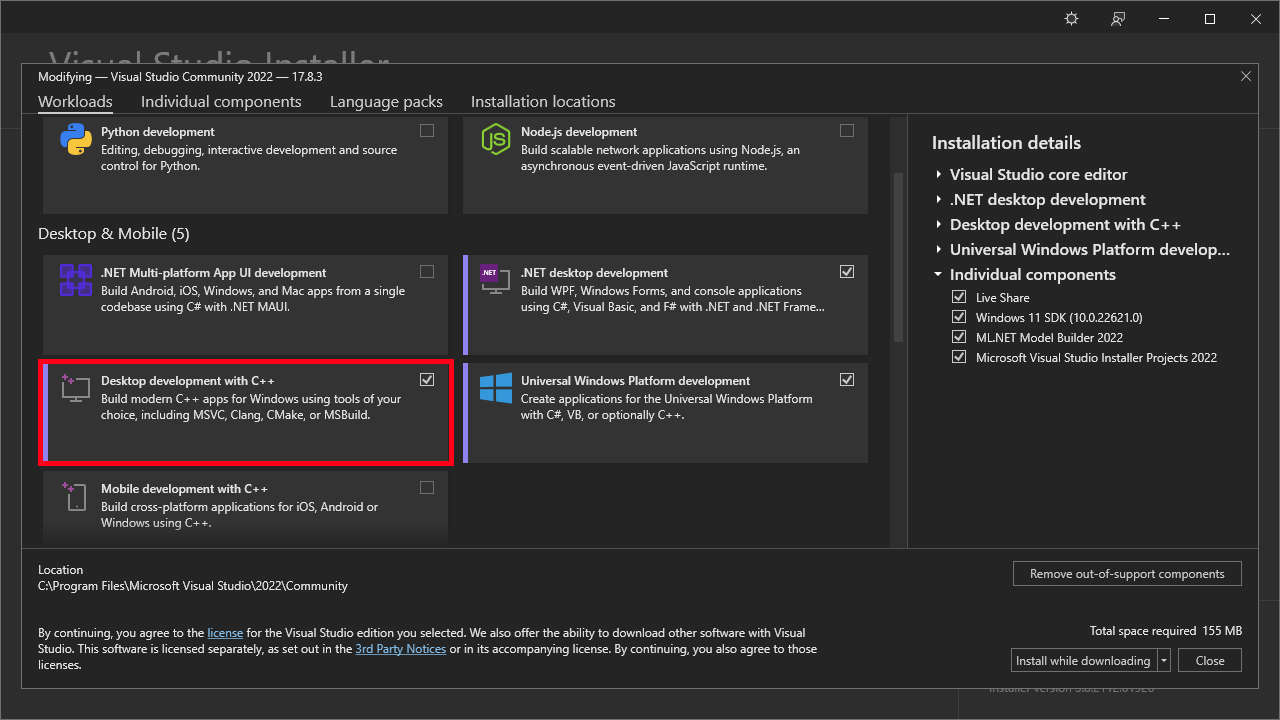 Visual Studio Installer
Modifying — Visual Studio Community 2022 — 17.8.3
Workloads
Individual components
Language packs
Installation locations
Python development
Editing, debugging, interactive development and source
control for Python.
Node.js development
Build scalable network applications using Node.js, an
asynchronous event-driven JavaScript runtime.
Desktop & Mobile (5)
.NET Multi-platform App UI development
Build Android, iOS, Windows, and Mac apps from a single
codebase using C# with .NET MAUI.
.NET
.NET desktop development
Build WPF, Windows Forms, and console applications
using C#, Visual Basic, and F# with .NET and .NET Frame...
Desktop development with C++
Build modern C++ apps for Windows using tools of your
choice, including MSVC, Clang, CMake, or MSBuild.
Universal Windows Platform development
Create applications for the Universal Windows Platform
with C#, VB, or optionally C++.
Mobile development with C++
Build cross-platform applications for iOS, Android or
Windows using C++.
Installation details
Visual Studio core editor
.NET desktop development
Desktop development with C++
Universal Windows Platform develop...
Individual components
Live Share
Windows 11 SDK (10.0.22621.0)
ML.NET Model Builder 2022
Microsoft Visual Studio Installer Projects 2022
Location
C:\Program Files\Microsoft Visual Studio\2022\Community
Remove out-of-support components
By continuing, you agree to the license for the Visual Studio edition you selected. We also offer the ability to download other software with Visual
Studio. This software is licensed separately, as set out in the 3rd Party Notices or in its accompanying license. By continuing, you also agree to those
licenses.
Total space required 155 MB
Install while downloading
Close